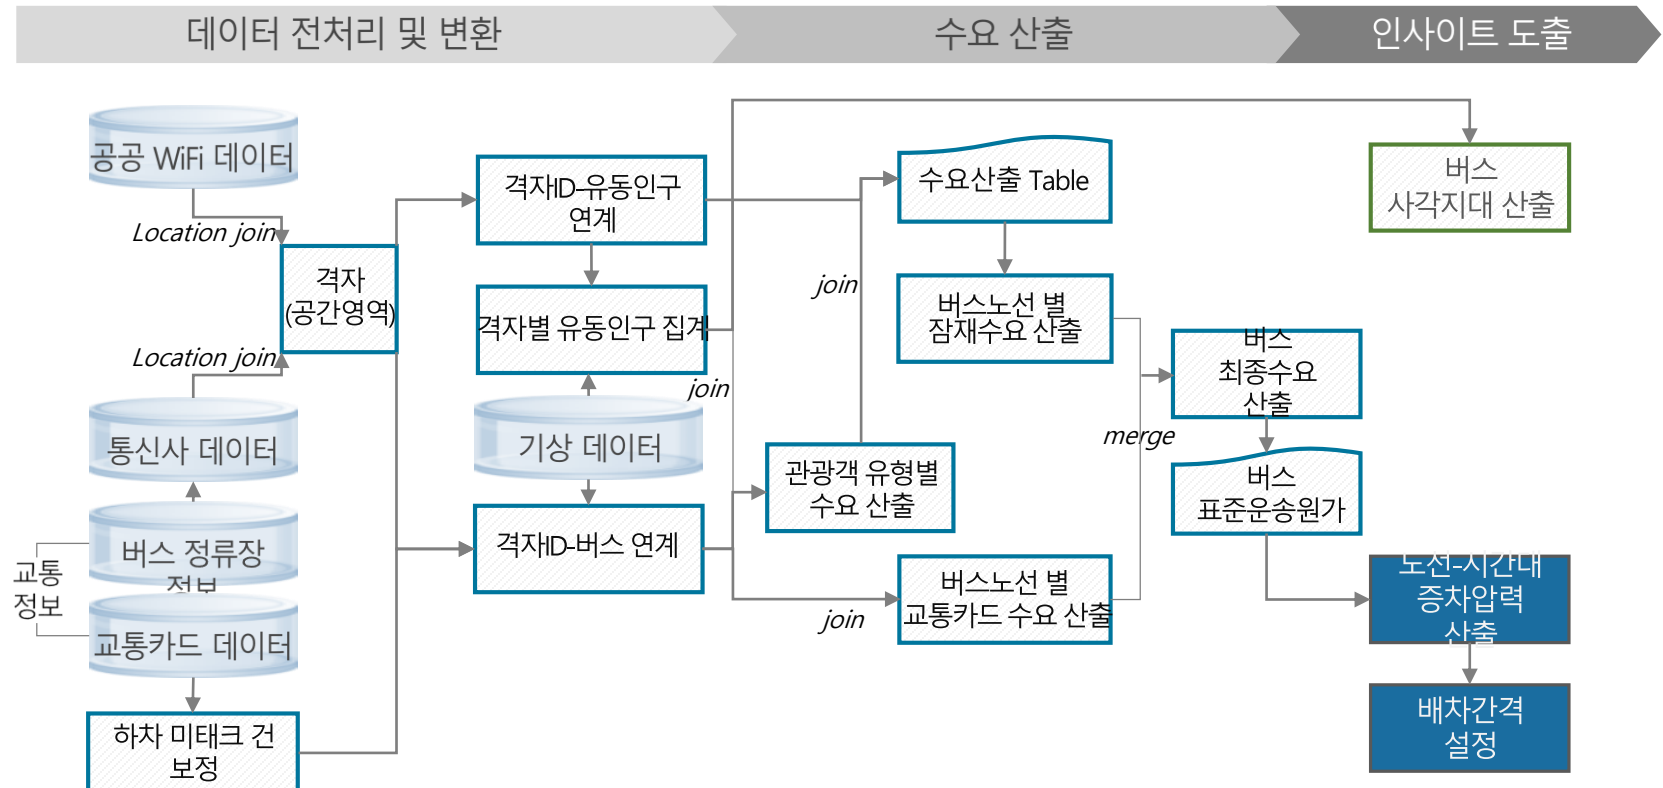 데이터 전처리 및 변환
수요 산출
인사이트 도출
공공 WiFi 데이터
Location join
격자
(공간영역)
Location join
통신사 데이터
버스 정류장
정보
교통
정보
교통카드 데이터
하차 미태크 건
보정
격자ID-유동인구
연계
격자별 유동인구 집계
join
기상 데이터
격자ID-버스 연계
수요산출 Table
join
버스노선 별
잠재수요 산출
관광객 유형별
수요 산출
버스노선 별
교통카드 수요 산출
join
merge
버스
최종수요
산출
버스
표준운송원가
버스
사각지대 산출
노선-시간대
증차압력
산출
배차간격
설정